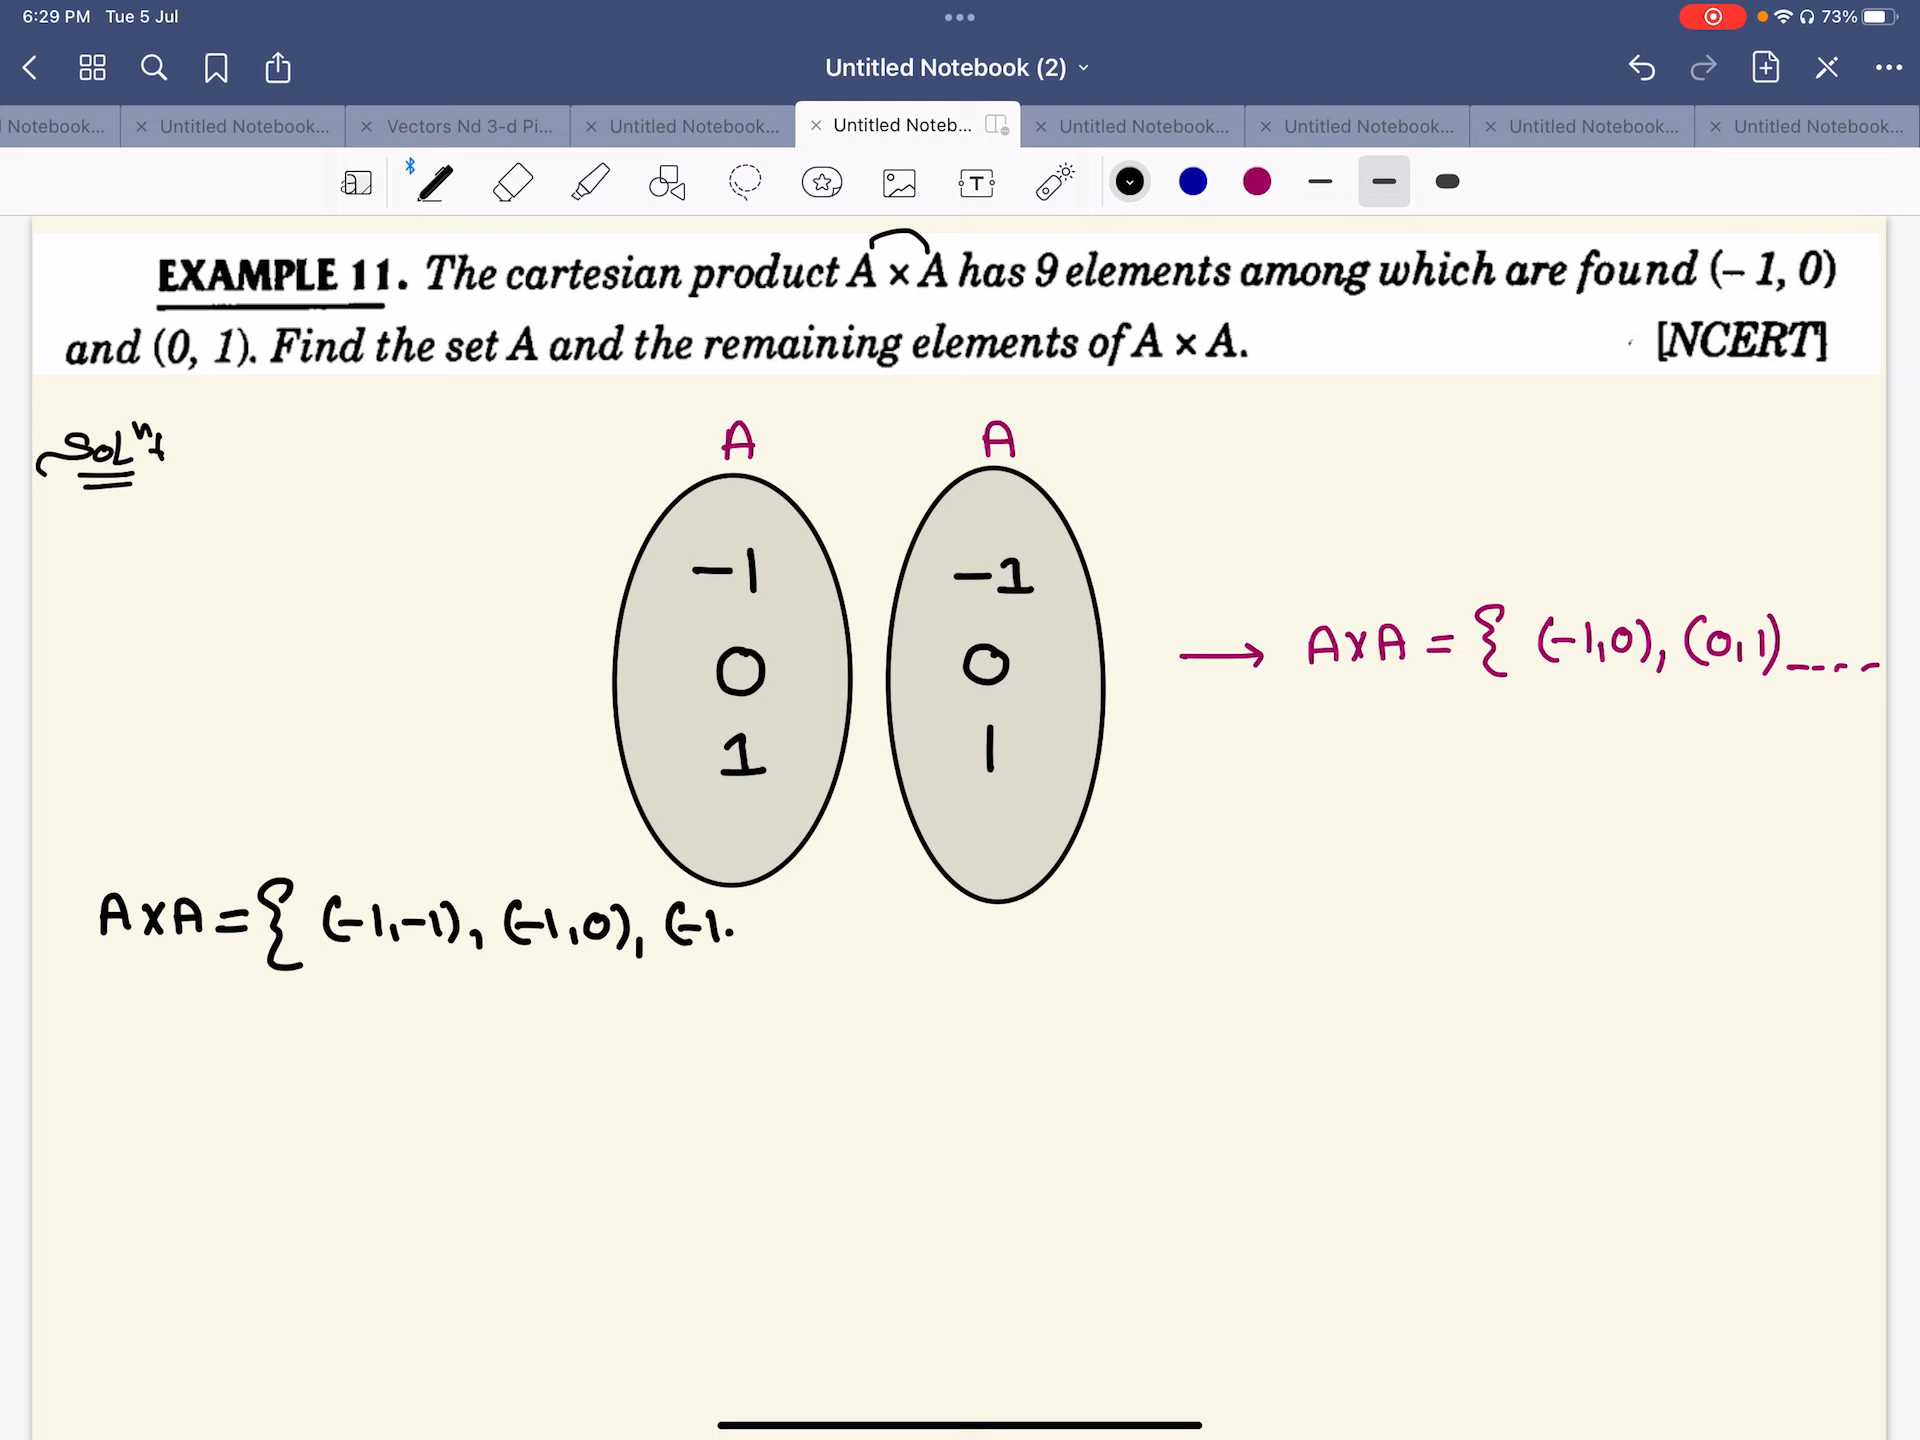 6:29 PM Tue 5 Jul
73%
Untitled Notebook (2)
Notebook... Untitled Notebook... Vectors Nd 3-d Pi... Untitled Notebook... Untitled Noteb... Untitled Notebook... Untitled Notebook... Untitled Notebook... Untitled Notebook...
EXAMPLE 11. The cartesian product A × A has 9 elements among which are found (– 1, 0)
and (0, 1). Find the set A and the remaining elements of A × A. [NCERT]
Solⁿ
A A
-1 -1
0 0
1 1
→ A×A = { (-1,0), (0,1)_ _ _ _ _
A×A = { (-1,-1), (-1,0), (-1.